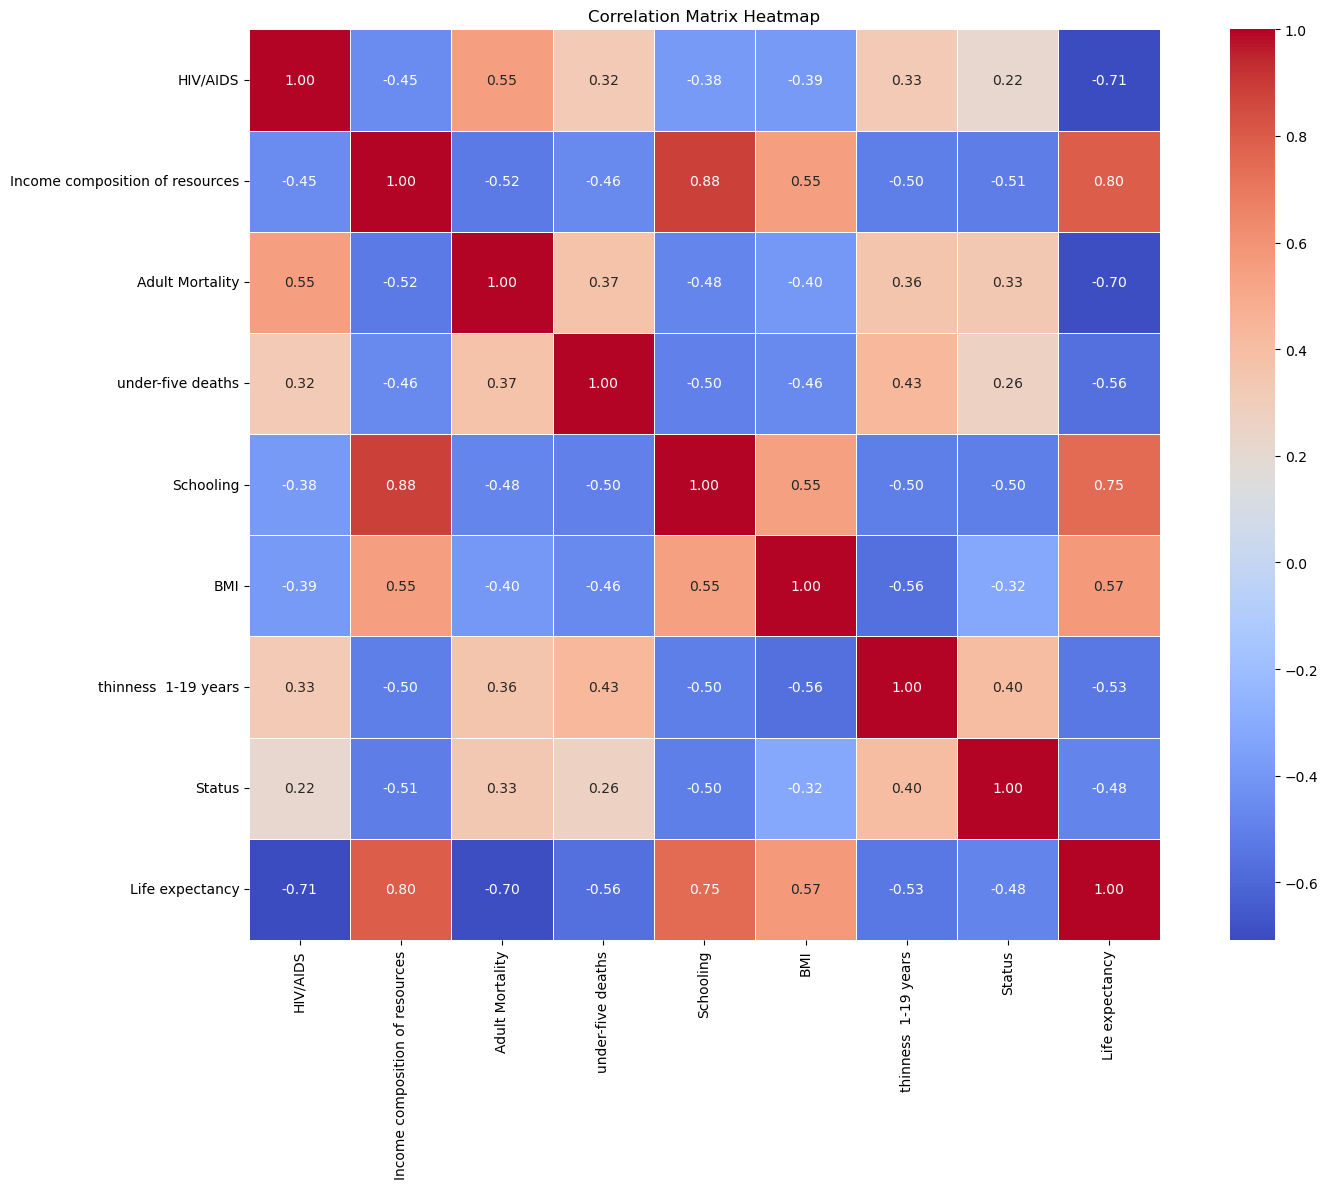 Correlation Matrix Heatmap
HIV/AIDS 1.00 -0.45 0.55 0.32 -0.38 -0.39 0.33 0.22 -0.71
Income composition of resources -0.45 1.00 -0.52 -0.46 0.88 0.55 -0.50 -0.51 0.80
Adult Mortality 0.55 -0.52 1.00 0.37 -0.48 -0.40 0.36 0.33 -0.70
under-five deaths 0.32 -0.46 0.37 1.00 -0.50 -0.46 0.43 0.26 -0.56
Schooling -0.38 0.88 -0.48 -0.50 1.00 0.55 -0.50 -0.50 0.75
BMI -0.39 0.55 -0.40 -0.46 0.55 1.00 -0.56 -0.32 0.57
thinness  1-19 years 0.33 -0.50 0.36 0.43 -0.50 -0.56 1.00 0.40 -0.53
Status 0.22 -0.51 0.33 0.26 -0.50 -0.32 0.40 1.00 -0.48
Life expectancy -0.71 0.80 -0.70 -0.56 0.75 0.57 -0.53 -0.48 1.00
HIV/AIDS
Income composition of resources
Adult Mortality
under-five deaths
Schooling
BMI
thinness  1-19 years
Status
Life expectancy
1.0
0.8
0.6
0.4
0.2
0.0
−0.2
−0.4
−0.6